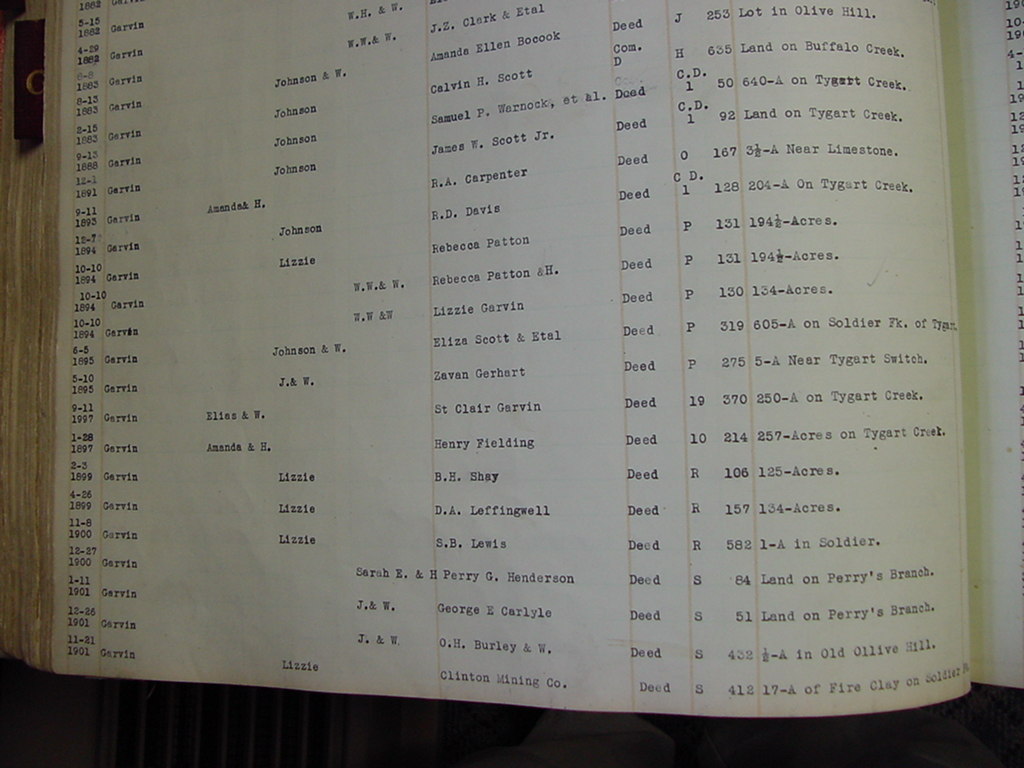 1882
5-15 1882 Garvin
4-29 1882 Garvin W.H. & W.
6-8 1883 Garvin W.W.& W. J.Z. Clark & Etal
8-13 1883 Garvin Johnson & W. Amanda Ellen Bocook Deed J 253 Lot in Olive Hill.
2-15 1883 Garvin Johnson Calvin H. Scott Com. D H 635 Land on Buffalo Creek.
9-13 1888 Garvin Johnson Samuel P. Warnock, et al. Deed C.D. 1 50 640-A on Tygart Creek.
12-1 1891 Garvin Johnson James W. Scott Jr. Deed C.D. 1 92 Land on Tygart Creek.
9-11 1893 Garvin Amanda& H. R.A. Carpenter Deed O 167 3½-A Near Limestone.
12-7 1894 Garvin Johnson R.D. Davis Deed C D. 1 128 204-A On Tygart Creek.
10-10 1894 Garvin Lizzie Rebecca Patton Deed P 131 194½-Acres.
10-10 1894 Garvin W.W.& W. Rebecca Patton &H. Deed P 131 194½-Acres.
10-10 1894 Garvin W.W &W Lizzie Garvin Deed P 130 134-Acres.
6-5 1895 Garvin Johnson & W. Eliza Scott & Etal Deed P 319 605-A on Soldier Fk. of Tygart
5-10 1895 Garvin J.& W. Zavan Gerhart Deed P 275 5-A Near Tygart Switch.
9-11 1997 Garvin Elias & W. St Clair Garvin Deed 19 370 250-A on Tygart Creek.
1-28 1897 Garvin Amanda & H. Henry Fielding Deed 10 214 257-Acres on Tygart Creek.
2-3 1899 Garvin Lizzie B.H. Shay Deed R 106 125-Acres.
4-26 1899 Garvin Lizzie D.A. Leffingwell Deed R 157 134-Acres.
11-8 1900 Garvin Lizzie S.B. Lewis Deed R 582 1-A in Soldier.
12-27 1900 Garvin Sarah E. & H Perry G. Henderson Deed S 84 Land on Perry's Branch.
1-11 1901 Garvin J.& W. George E Carlyle Deed S 51 Land on Perry's Branch.
12-26 1901 Garvin J. & W. O.H. Burley & W. Deed S 432 ½-A in Old Ollive Hill.
11-21 1901 Garvin Lizzie Clinton Mining Co. Deed S 412 17-A of Fire Clay on Soldier